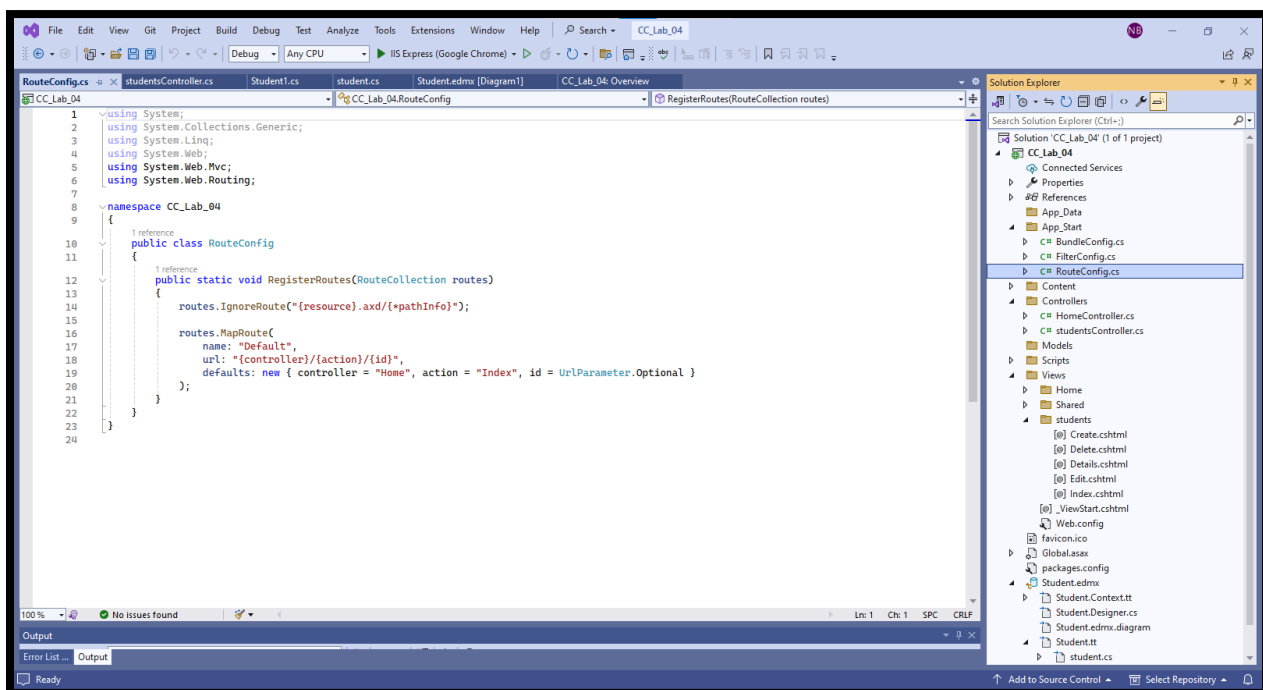 File Edit View Git Project Build Debug Test Analyze Tools Extensions Window Help Search CC_Lab_04 NB
Debug Any CPU IIS Express (Google Chrome)
RouteConfig.cs studentsController.cs Student1.cs student.cs Student.edmx [Diagram1] CC_Lab_04: Overview
CC_Lab_04 CC_Lab_04.RouteConfig RegisterRoutes(RouteCollection routes)
1 using System;
2 using System.Collections.Generic;
3 using System.Linq;
4 using System.Web;
5 using System.Web.Mvc;
6 using System.Web.Routing;
7
8 namespace CC_Lab_04
9 {
1 reference
10 public class RouteConfig
11 {
1 reference
12 public static void RegisterRoutes(RouteCollection routes)
13 {
14 routes.IgnoreRoute("{resource}.axd/{*pathInfo}");
15
16 routes.MapRoute(
17 name: "Default",
18 url: "{controller}/{action}/{id}",
19 defaults: new { controller = "Home", action = "Index", id = UrlParameter.Optional }
20 );
21 }
22 }
23 }
24
100 % No issues found Ln: 1 Ch: 1 SPC CRLF
Output
Error List ... Output
Solution Explorer
Search Solution Explorer (Ctrl+;)
Solution 'CC_Lab_04' (1 of 1 project)
CC_Lab_04
Connected Services
Properties
References
App_Data
App_Start
C# BundleConfig.cs
C# FilterConfig.cs
C# RouteConfig.cs
Content
Controllers
C# HomeController.cs
C# studentsController.cs
Models
Scripts
Views
Home
Shared
students
[@] Create.cshtml
[@] Delete.cshtml
[@] Details.cshtml
[@] Edit.cshtml
[@] Index.cshtml
[@] _ViewStart.cshtml
Web.config
favicon.ico
Global.asax
packages.config
Student.edmx
Student.Context.tt
Student.Designer.cs
Student.edmx.diagram
Student.tt
student.cs
Ready Add to Source Control Select Repository